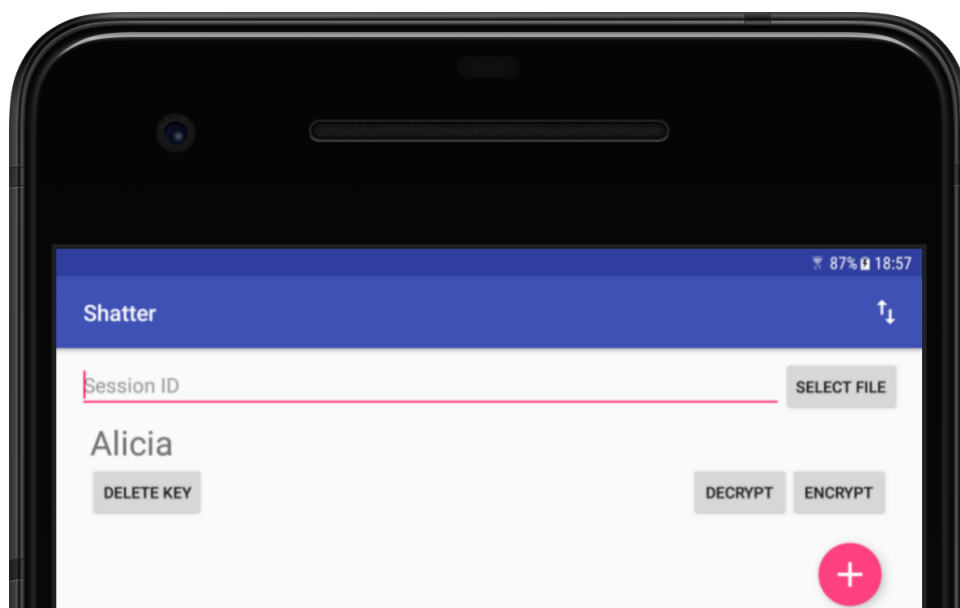 87% 18:57
Shatter
Session ID SELECT FILE
Alicia
DELETE KEY DECRYPT ENCRYPT